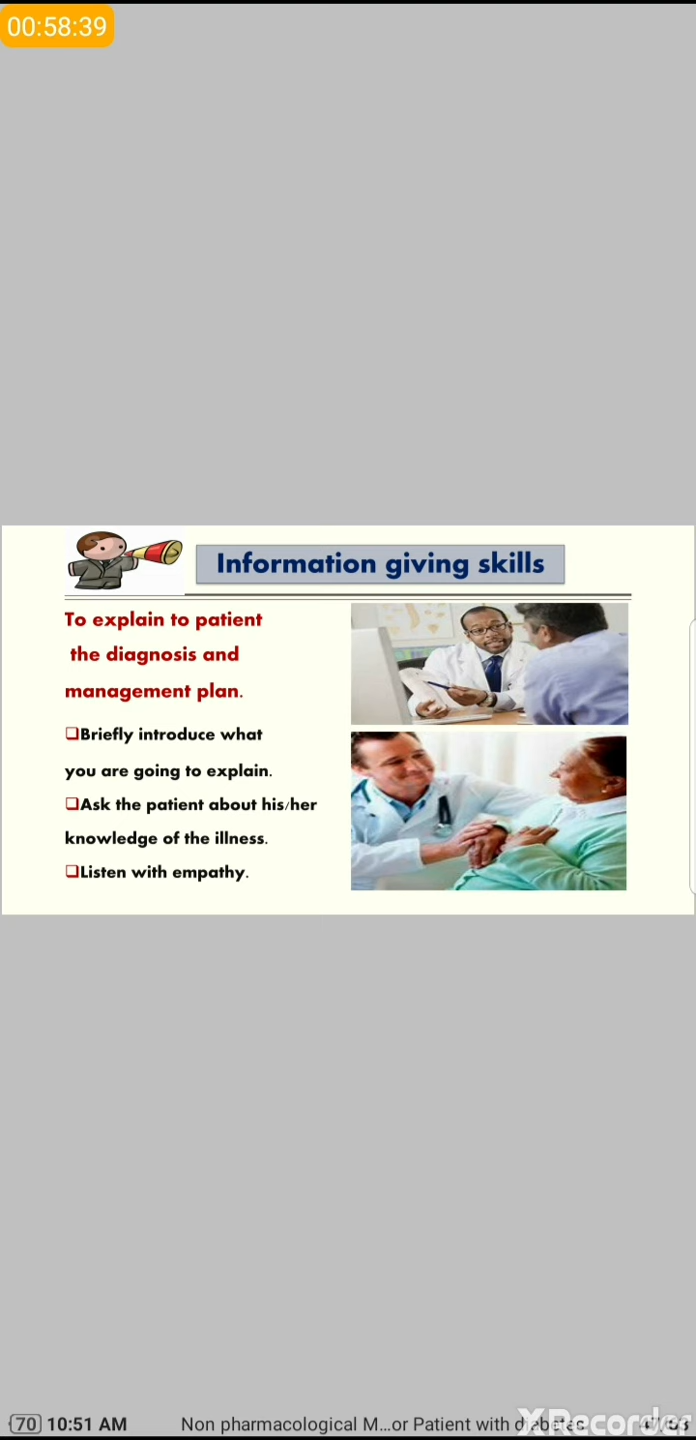 00:58:39
Information giving skills
To explain to patient
the diagnosis and
management plan.
❑Briefly introduce what
you are going to explain.
❑Ask the patient about his/her
knowledge of the illness.
❑Listen with empathy.
70 10:51 AM Non pharmacological M...or Patient with diabetes
XRecorder